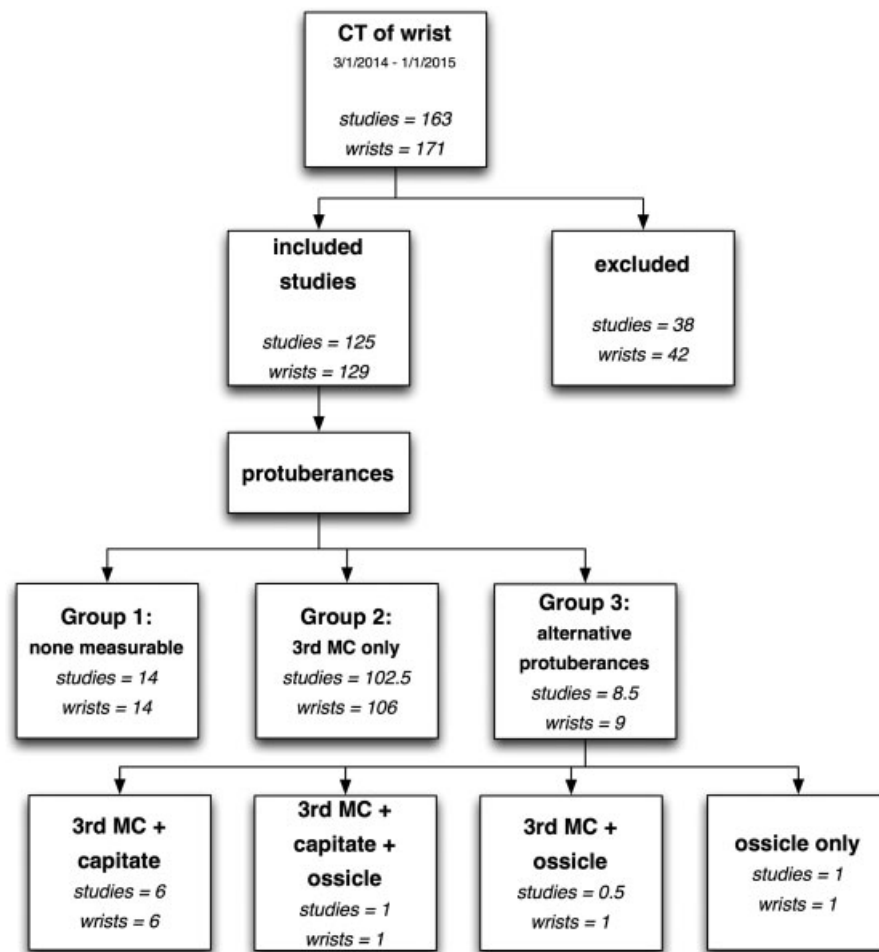 CT of wrist
3/1/2014 - 1/1/2015
studies = 163
wrists = 171
included
studies
studies = 125
wrists = 129
excluded
studies = 38
wrists = 42
protuberances
Group 1:
none measurable
studies = 14
wrists = 14
Group 2:
3rd MC only
studies = 102.5
wrists = 106
Group 3:
alternative
protuberances
studies = 8.5
wrists = 9
3rd MC +
capitate
studies = 6
wrists = 6
3rd MC +
capitate +
ossicle
studies = 1
wrists = 1
3rd MC +
ossicle
studies = 0.5
wrists = 1
ossicle only
studies = 1
wrists = 1